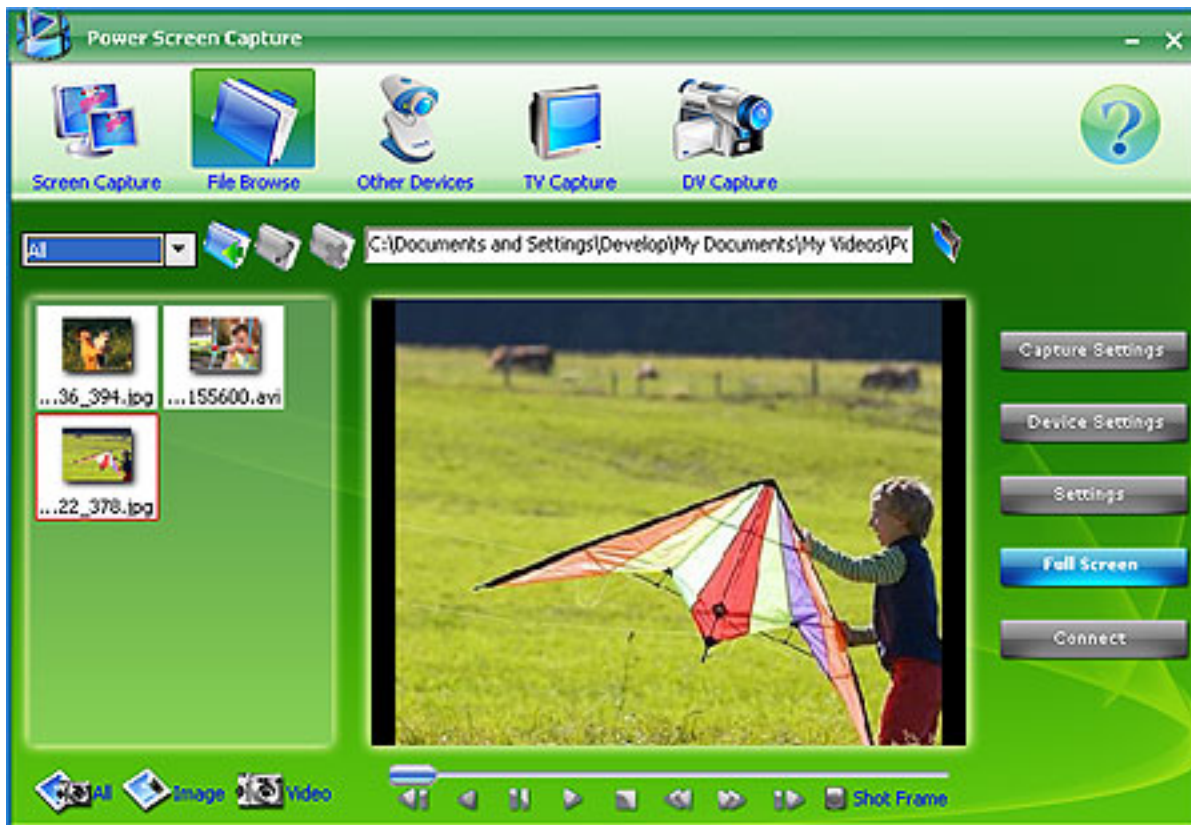 Power Screen Capture
Screen Capture
File Browse
Other Devices
TV Capture
DV Capture
All
C:\Documents and Settings\Develop\My Documents\My Videos\Po
...36_394.jpg
...155600.avi
...22_378.jpg
Capture Settings
Device Settings
Settings
Full Screen
Connect
All
Image
Video
Shot Frame